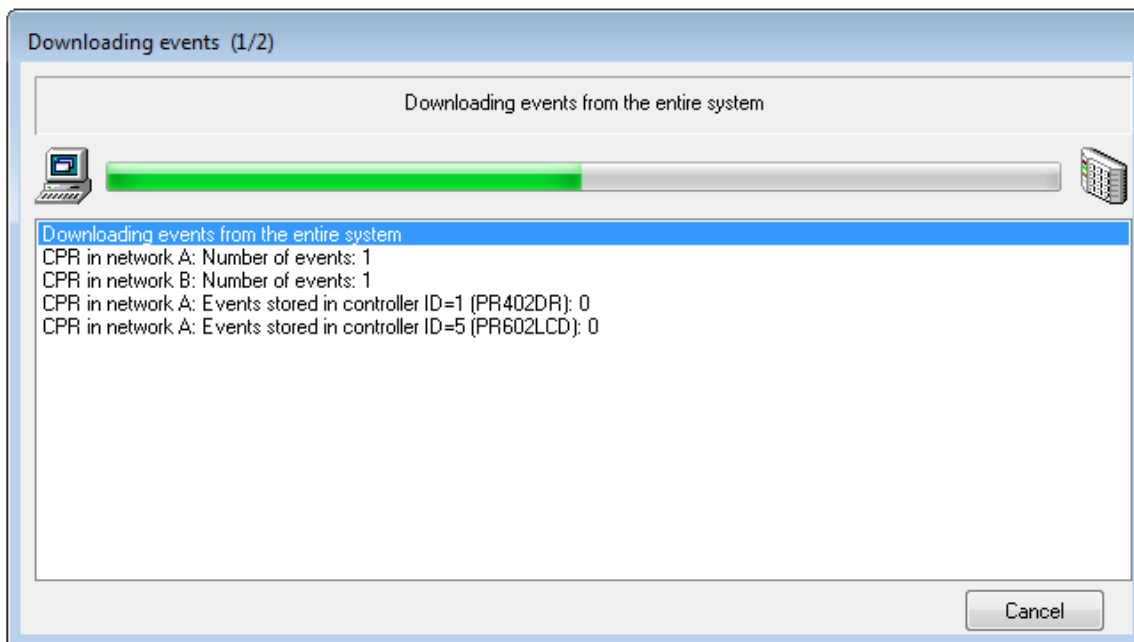 Downloading events (1/2)
Downloading events from the entire system
Downloading events from the entire system
CPR in network A: Number of events: 1
CPR in network B: Number of events: 1
CPR in network A: Events stored in controller ID=1 (PR402DR): 0
CPR in network A: Events stored in controller ID=5 (PR602LCD): 0
Cancel